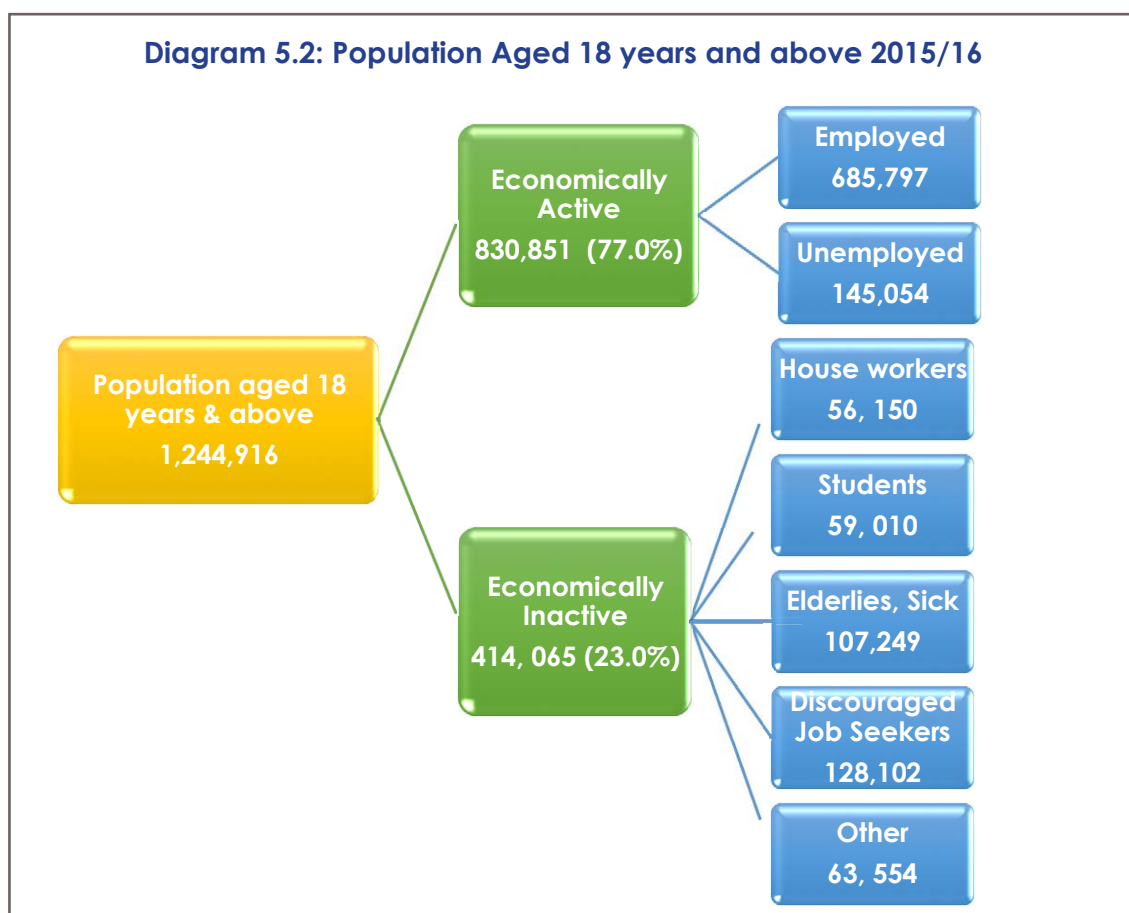 Diagram 5.2: Population Aged 18 years and above 2015/16
Population aged 18
years & above
1,244,916
Economically
Active
830,851 (77.0%)
Employed
685,797
Unemployed
145,054
Economically
Inactive
414, 065 (23.0%)
House workers
56, 150
Students
59, 010
Elderlies, Sick
107,249
Discouraged
Job Seekers
128,102
Other
63, 554